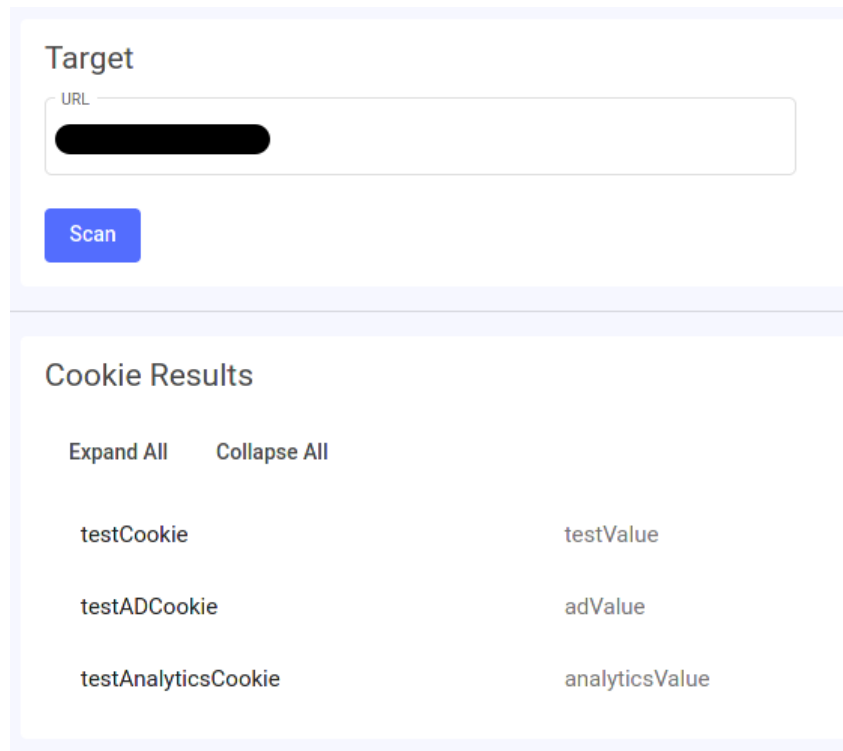 Target
URL
Scan
Cookie Results
Expand All Collapse All
testCookie testValue
testADCookie adValue
testAnalyticsCookie analyticsValue